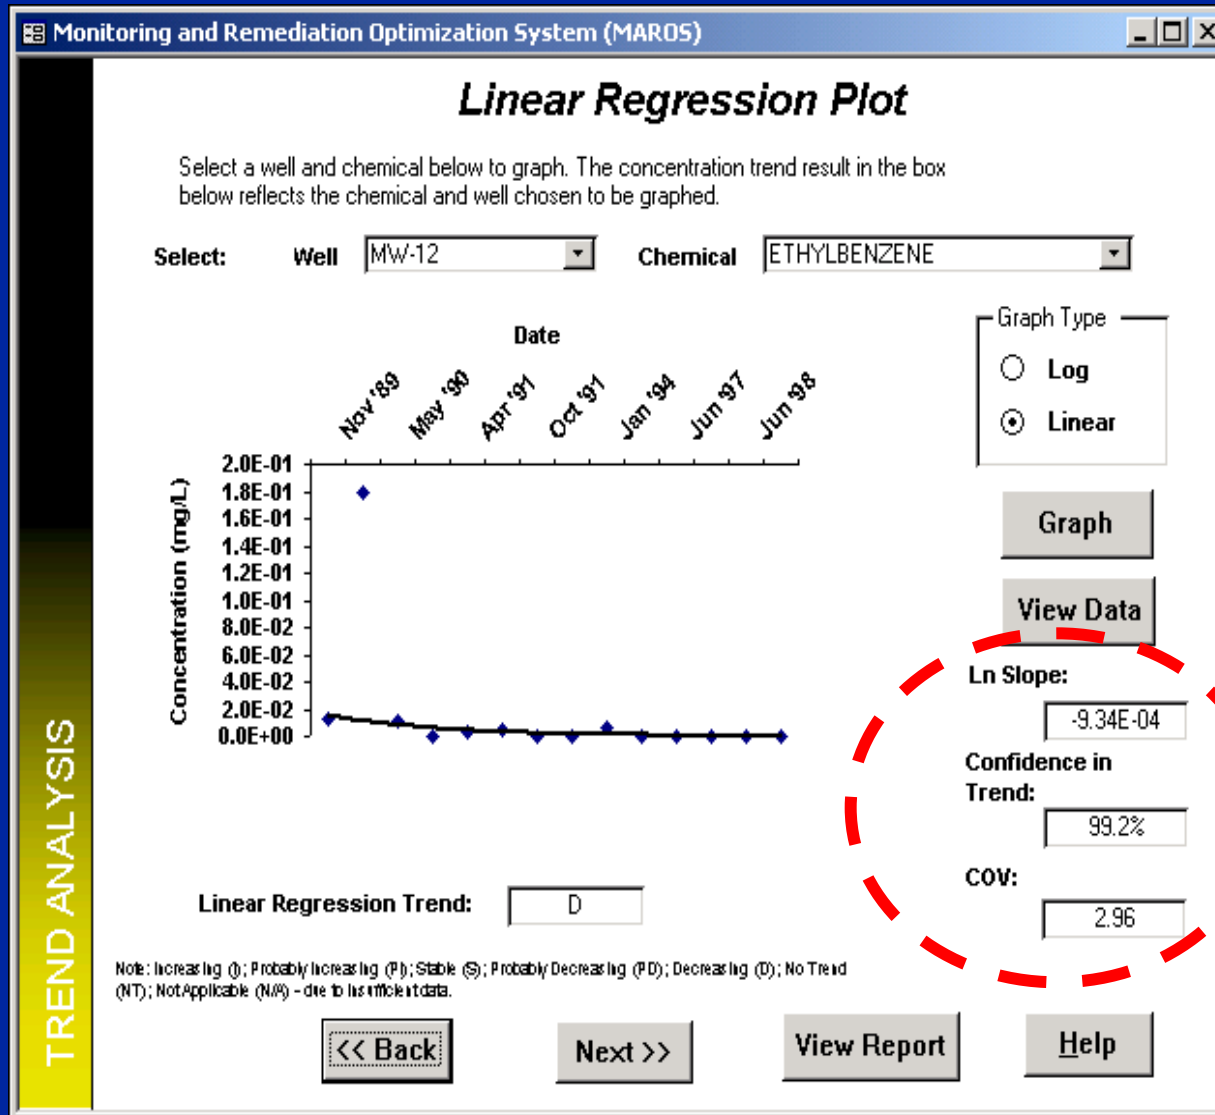 Monitoring and Remediation Optimization System (MAROS)
Linear Regression Plot
Select a well and chemical below to graph. The concentration trend result in the box
below reflects the chemical and well chosen to be graphed.
Select: Well MW-12 Chemical ETHYLBENZENE
Date
Nov '89 May '90 Apr '91 Oct '91 Jan '94 Jun '97 Jun '98
Concentration (mg/L)
2.0E-01
1.8E-01
1.6E-01
1.4E-01
1.2E-01
1.0E-01
8.0E-02
6.0E-02
4.0E-02
2.0E-02
0.0E+00
Graph Type
Log
Linear
Graph
View Data
Ln Slope:
-9.34E-04
Confidence in
Trend:
99.2%
COV:
2.96
Linear Regression Trend: D
Note: Increasing (I); Probably Increasing (PI); Stable (S); Probably Decreasing (PD); Decreasing (D); No Trend
(NT); Not Applicable (N/A) - due to insufficient data.
<< Back Next >> View Report Help
TREND ANALYSIS